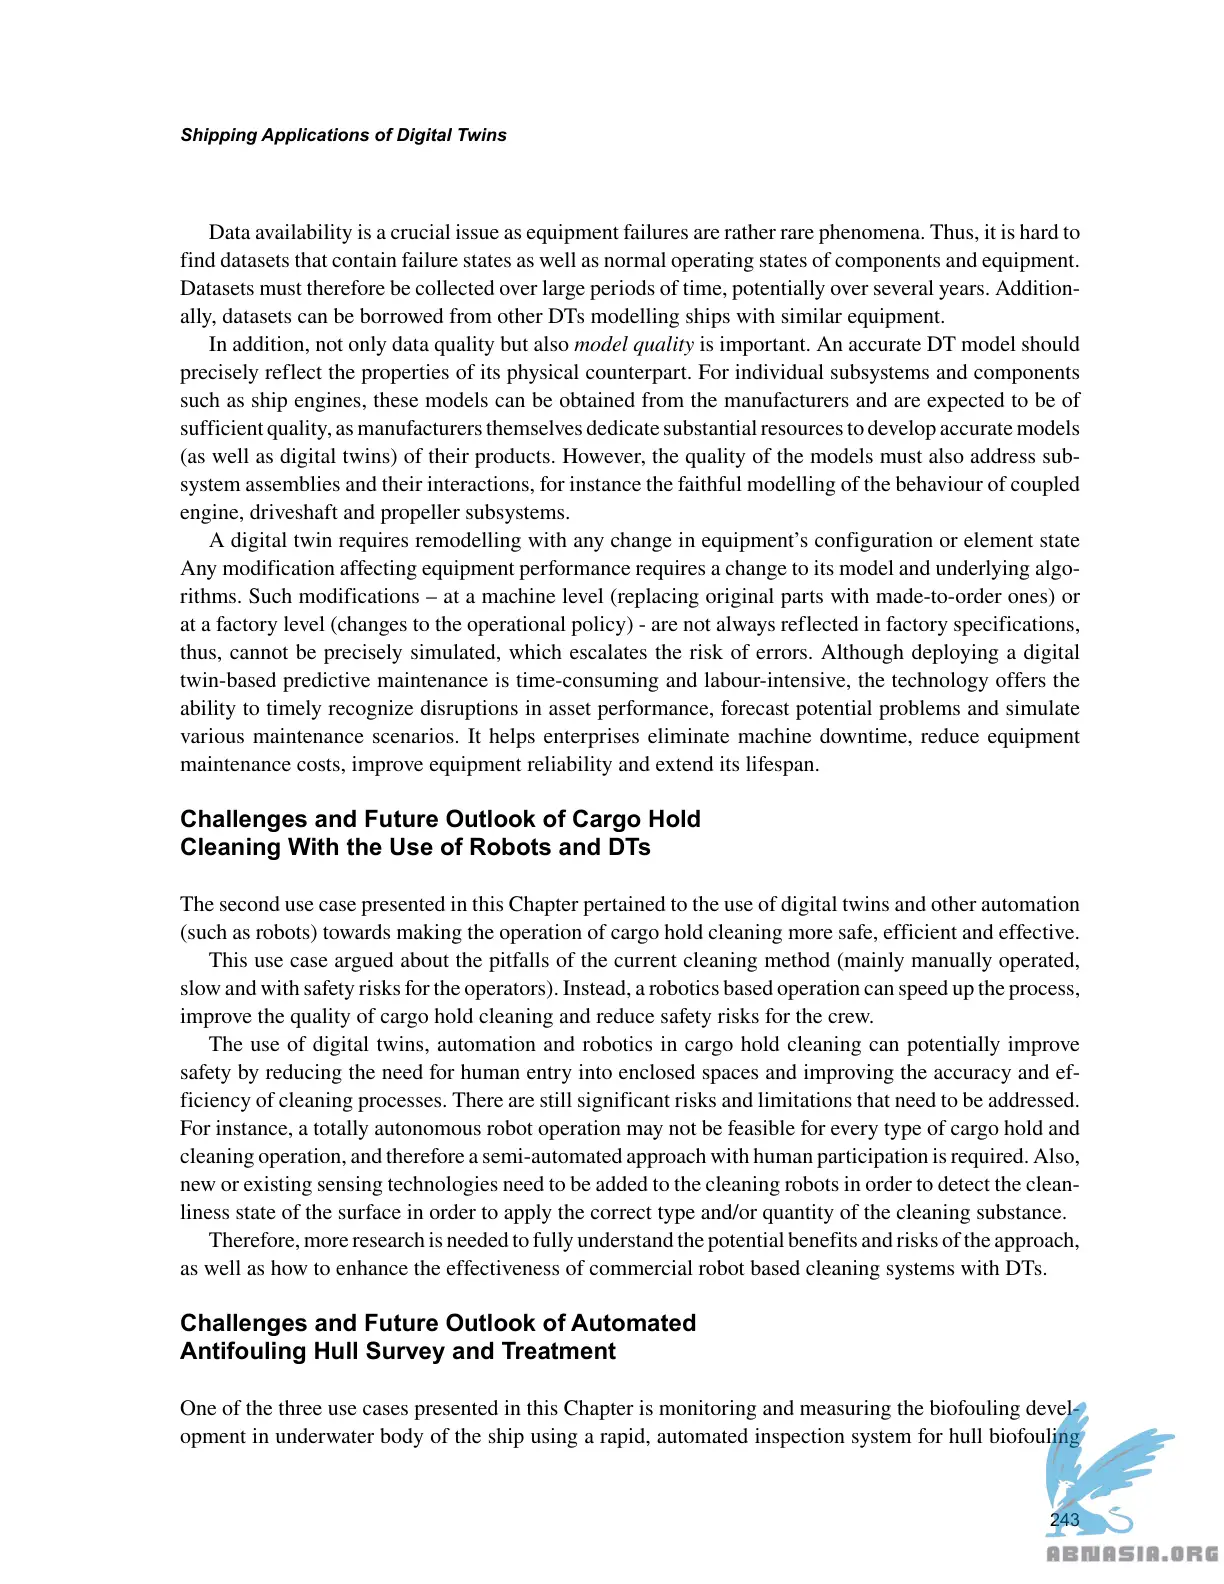 Shipping Applications of Digital Twins
Data availability is a crucial issue as equipment failures are rather rare phenomena. Thus, it is hard to
find datasets that contain failure states as well as normal operating states of components and equipment.
Datasets must therefore be collected over large periods of time, potentially over several years. Addition-
ally, datasets can be borrowed from other DTs modelling ships with similar equipment.
In addition, not only data quality but also model quality is important. An accurate DT model should
precisely reflect the properties of its physical counterpart. For individual subsystems and components
such as ship engines, these models can be obtained from the manufacturers and are expected to be of
sufficient quality, as manufacturers themselves dedicate substantial resources to develop accurate models
(as well as digital twins) of their products. However, the quality of the models must also address sub-
system assemblies and their interactions, for instance the faithful modelling of the behaviour of coupled
engine, driveshaft and propeller subsystems.
A digital twin requires remodelling with any change in equipment's configuration or element state
Any modification affecting equipment performance requires a change to its model and underlying algo-
rithms. Such modifications – at a machine level (replacing original parts with made-to-order ones) or
at a factory level (changes to the operational policy) - are not always reflected in factory specifications,
thus, cannot be precisely simulated, which escalates the risk of errors. Although deploying a digital
twin-based predictive maintenance is time-consuming and labour-intensive, the technology offers the
ability to timely recognize disruptions in asset performance, forecast potential problems and simulate
various maintenance scenarios. It helps enterprises eliminate machine downtime, reduce equipment
maintenance costs, improve equipment reliability and extend its lifespan.
Challenges and Future Outlook of Cargo Hold
Cleaning With the Use of Robots and DTs
The second use case presented in this Chapter pertained to the use of digital twins and other automation
(such as robots) towards making the operation of cargo hold cleaning more safe, efficient and effective.
This use case argued about the pitfalls of the current cleaning method (mainly manually operated,
slow and with safety risks for the operators). Instead, a robotics based operation can speed up the process,
improve the quality of cargo hold cleaning and reduce safety risks for the crew.
The use of digital twins, automation and robotics in cargo hold cleaning can potentially improve
safety by reducing the need for human entry into enclosed spaces and improving the accuracy and ef-
ficiency of cleaning processes. There are still significant risks and limitations that need to be addressed.
For instance, a totally autonomous robot operation may not be feasible for every type of cargo hold and
cleaning operation, and therefore a semi-automated approach with human participation is required. Also,
new or existing sensing technologies need to be added to the cleaning robots in order to detect the clean-
liness state of the surface in order to apply the correct type and/or quantity of the cleaning substance.
Therefore, more research is needed to fully understand the potential benefits and risks of the approach,
as well as how to enhance the effectiveness of commercial robot based cleaning systems with DTs.
Challenges and Future Outlook of Automated
Antifouling Hull Survey and Treatment
One of the three use cases presented in this Chapter is monitoring and measuring the biofouling devel-
opment in underwater body of the ship using a rapid, automated inspection system for hull biofouling
243
ABNASIA.ORG